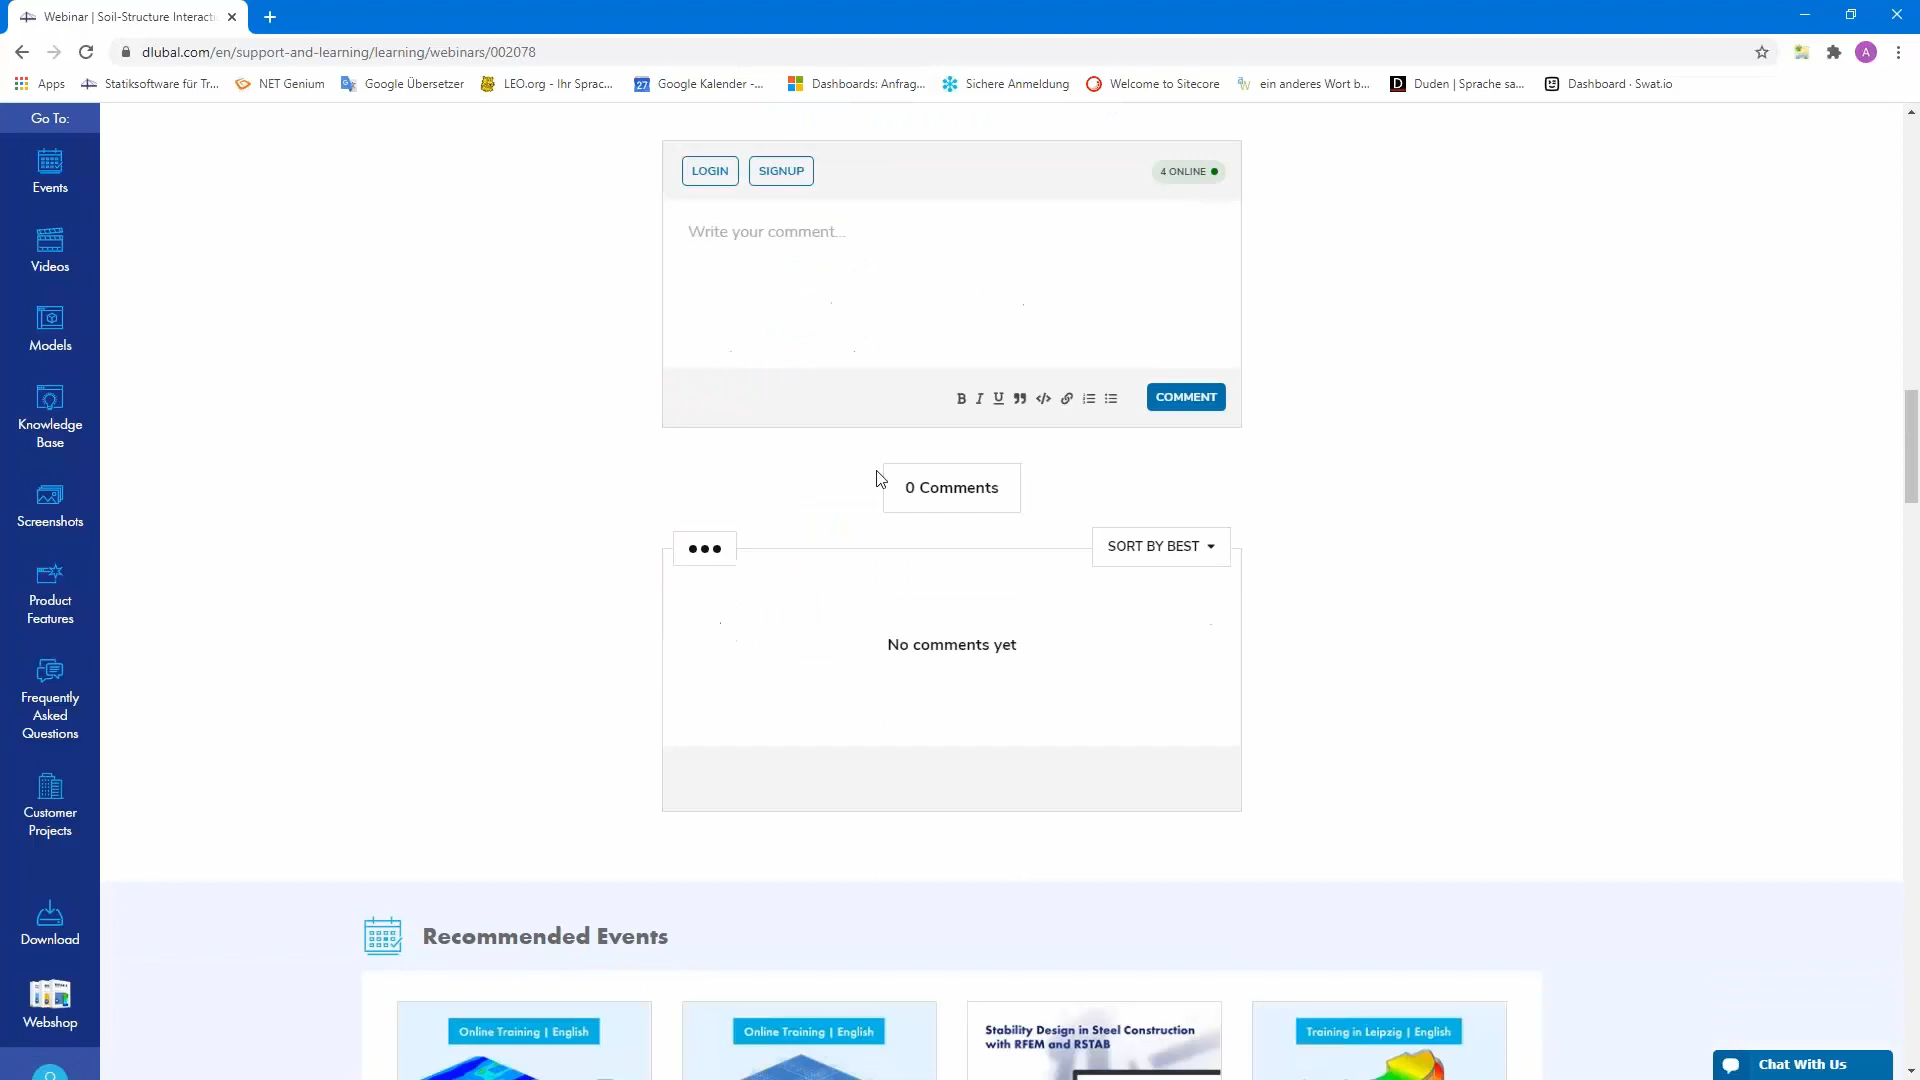 Webinar | Soil-Structure Interacti
dlubal.com/en/support-and-learning/learning/webinars/002078
A
Apps
Statiksoftware für Tr...
NET Genium
Google Übersetzer
LEO.org - Ihr Sprac...
27
Google Kalender -...
Dashboards: Anfrag...
Sichere Anmeldung
Welcome to Sitecore
ein anderes Wort b...
D
Duden | Sprache sa...
Dashboard · Swat.io
Go To:
Events
Videos
Models
Knowledge
Base
Screenshots
Product
Features
Frequently
Asked
Questions
Customer
Projects
Download
Webshop
LOGIN
SIGNUP
4 ONLINE
Write your comment...
B I U
COMMENT
0 Comments
SORT BY BEST
No comments yet
Recommended Events
Online Training | English
Online Training | English
Stability Design in Steel Construction
with RFEM and RSTAB
Training in Leipzig | English
Chat With Us